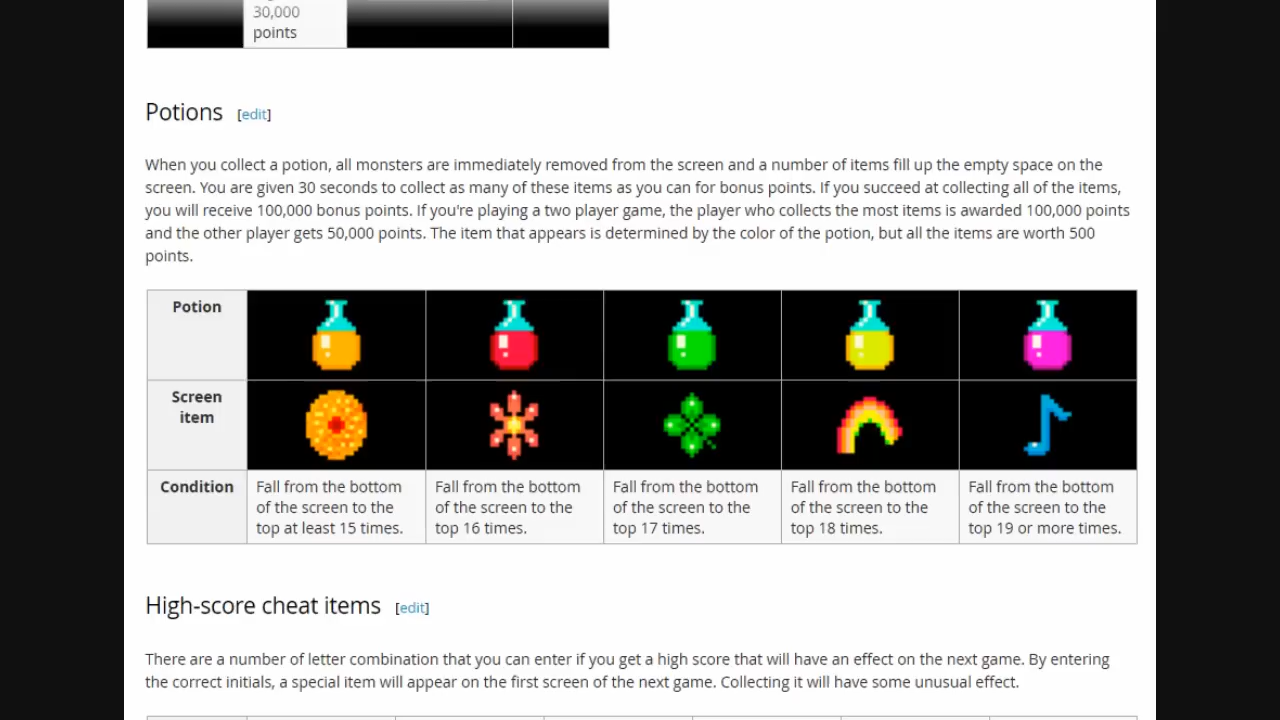 30,000
points
Potions [edit]
When you collect a potion, all monsters are immediately removed from the screen and a number of items fill up the empty space on the
screen. You are given 30 seconds to collect as many of these items as you can for bonus points. If you succeed at collecting all of the items,
you will receive 100,000 bonus points. If you're playing a two player game, the player who collects the most items is awarded 100,000 points
and the other player gets 50,000 points. The item that appears is determined by the color of the potion, but all the items are worth 500
points.
Potion
Screen
item
Condition
Fall from the bottom
of the screen to the
top at least 15 times.
Fall from the bottom
of the screen to the
top 16 times.
Fall from the bottom
of the screen to the
top 17 times.
Fall from the bottom
of the screen to the
top 18 times.
Fall from the bottom
of the screen to the
top 19 or more times.
High-score cheat items [edit]
There are a number of letter combination that you can enter if you get a high score that will have an effect on the next game. By entering
the correct initials, a special item will appear on the first screen of the next game. Collecting it will have some unusual effect.